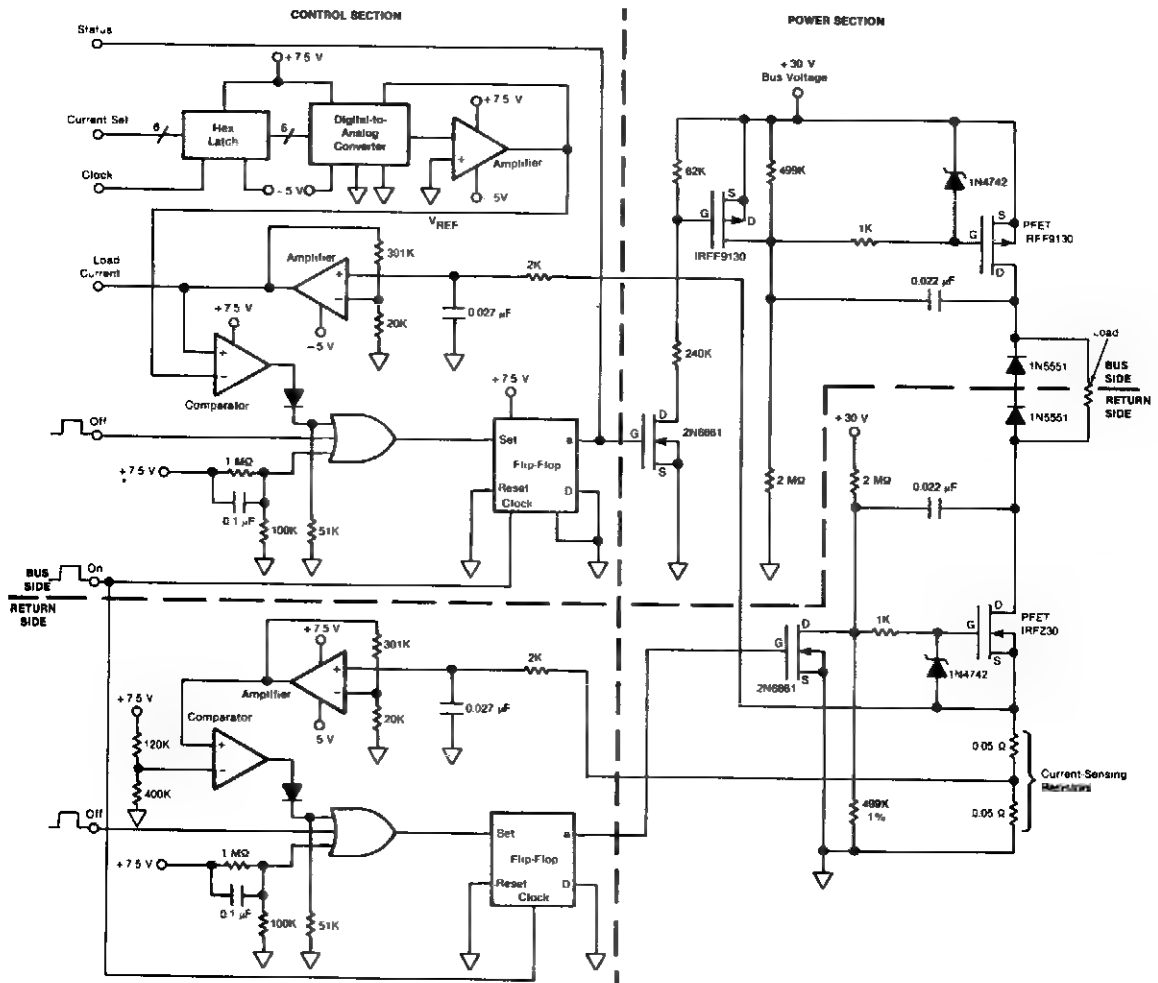 CONTROL SECTION
POWER SECTION
Status
+7 5 V
+ 30 V
Bus Voltage
Current Set
6
Hex
Latch
6
Digital-to-
Analog
Converter
+7 5 V
Amplifier
- 5V
Clock
- 5 V
VREF
62K
499K
1N4742
G
S
D
IRFF9130
1K
G
S
D
PFET
IRFF9130
Load
Current
Amplifier
301K
2K
0.027 µF
20K
-5 V
+7 5 V
Comparator
0.022 µF
240K
Load
1N5551
BUS
SIDE
RETURN
SIDE
1N5551
Off
+7 5 V
Set
a
Flip-Flop
Reset
D
Clock
G
D
S
2N6661
+30 V
+7 5 V
1 MΩ
0.1 µF
100K
51K
2 MΩ
2 MΩ
0.022 µF
BUS
SIDE
On
RETURN
SIDE
+7 5 V
301K
Amplifier
5 V
20K
2K
0.027 µF
G
D
S
2N6661
1K
G
D
S
PFET
1N4742
+7 5 V
120K
400K
Comparator
0.05 Ω
Current-Sensing
Resistors
0.05 Ω
499K
1%
Off
Set
a
Flip-Flop
Reset
D
Clock
+7 5 V
1 MΩ
0.1 µF
100K
51K